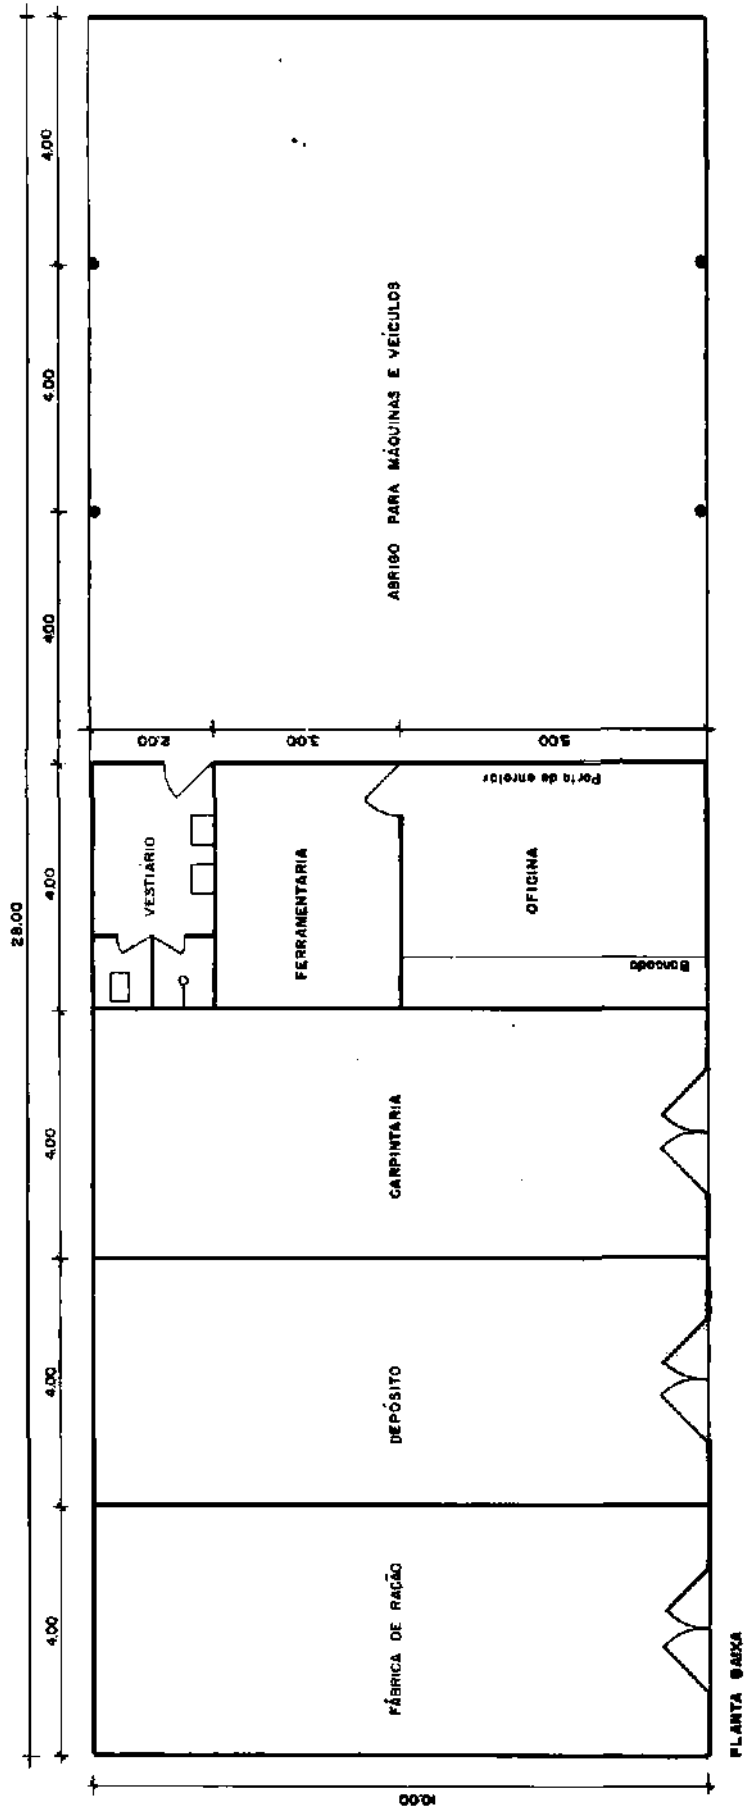 28.00
4.00
4.00
4.00
4.00
4.00
4.00
4.00
10.00
FÁBRICA DE RAÇÃO
DEPÓSITO
CARPINTARIA
VESTIÁRIO
FERRAMENTARIA
OFICINA
Bancada
Porta de enrolar
2.00
3.00
5.00
ABRIGO PARA MÁQUINAS E VEÍCULOS
PLANTA BAIXA